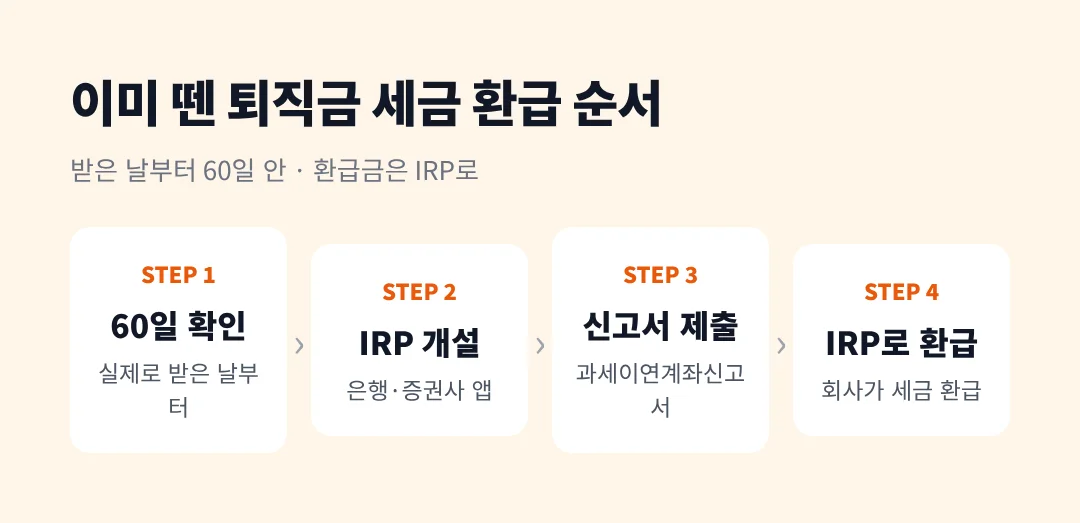 이미 뗀 퇴직금 세금 환급 순서
받은 날부터 60일 안 · 환급금은 IRP로
STEP 1
60일 확인
실제로 받은 날부
터
›
STEP 2
IRP 개설
은행·증권사 앱
›
STEP 3
신고서 제출
과세이연계좌신고
서
›
STEP 4
IRP로 환급
회사가 세금 환급